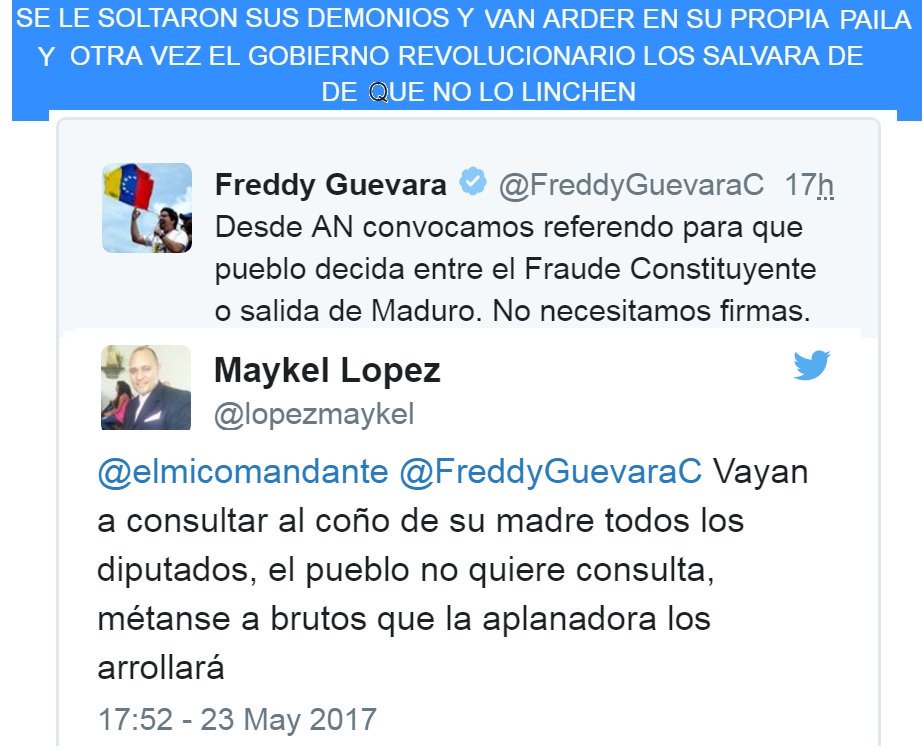 SE LE SOLTARON SUS DEMONIOS Y VAN ARDER EN SU PROPIA PAILA
Y OTRA VEZ EL GOBIERNO REVOLUCIONARIO LOS SALVARA DE
DE QUE NO LO LINCHEN
Freddy Guevara @FreddyGuevaraC 17h
Desde AN convocamos referendo para que
pueblo decida entre el Fraude Constituyente
o salida de Maduro. No necesitamos firmas.
Maykel Lopez
@lopezmaykel
@elmicomandante @FreddyGuevaraC Vayan
a consultar al coño de su madre todos los
diputados, el pueblo no quiere consulta,
métanse a brutos que la aplanadora los
arrollará
17:52 - 23 May 2017